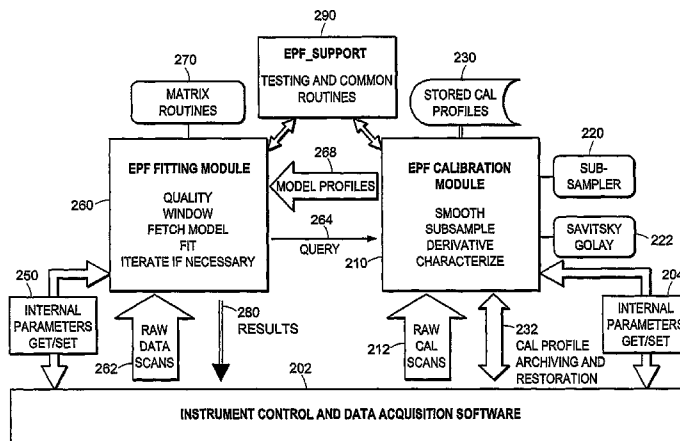 290
EPF_SUPPORT
TESTING AND COMMON
ROUTINES
270
MATRIX
ROUTINES
230
STORED CAL
PROFILES
260
EPF FITTING MODULE
QUALITY
WINDOW
FETCH MODEL
FIT
ITERATE IF NECESSARY
268
MODEL PROFILES
264
QUERY
210
EPF CALIBRATION
MODULE
SMOOTH
SUBSAMPLE
DERIVATIVE
CHARACTERIZE
220
SUB-
SAMPLER
SAVITSKY
GOLAY
222
250
INTERNAL
PARAMETERS
GET/SET
RAW
DATA
SCANS
262
280
RESULTS
RAW
CAL
SCANS
212
232
CAL PROFILE
ARCHIVING AND
RESTORATION
204
INTERNAL
PARAMETERS
GET/SET
202
INSTRUMENT CONTROL AND DATA ACQUISITION SOFTWARE